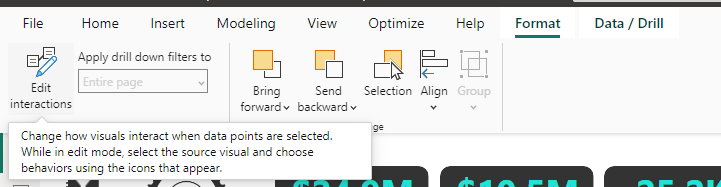 File Home Insert Modeling View Optimize Help Format Data / Drill
Edit interactions
Apply drill down filters to
Entire page
Bring forward
Send backward
Selection
Align
Group
Change how visuals interact when data points are selected.
While in edit mode, select the source visual and choose
behaviors using the icons that appear.